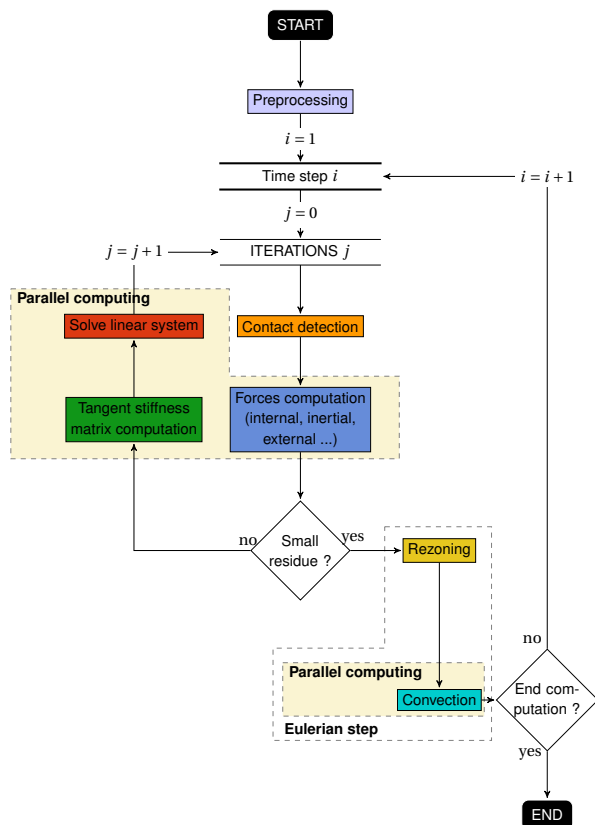 START
Preprocessing
i = 1
Time step i
i = i + 1
j = 0
j = j + 1
ITERATIONS j
Parallel computing
Solve linear system
Contact detection
Tangent stiffness
matrix computation
Forces computation
(internal, inertial,
external ...)
no
Small
residue ?
yes
Rezoning
no
Parallel computing
Convection
End com-
putation ?
Eulerian step
yes
END